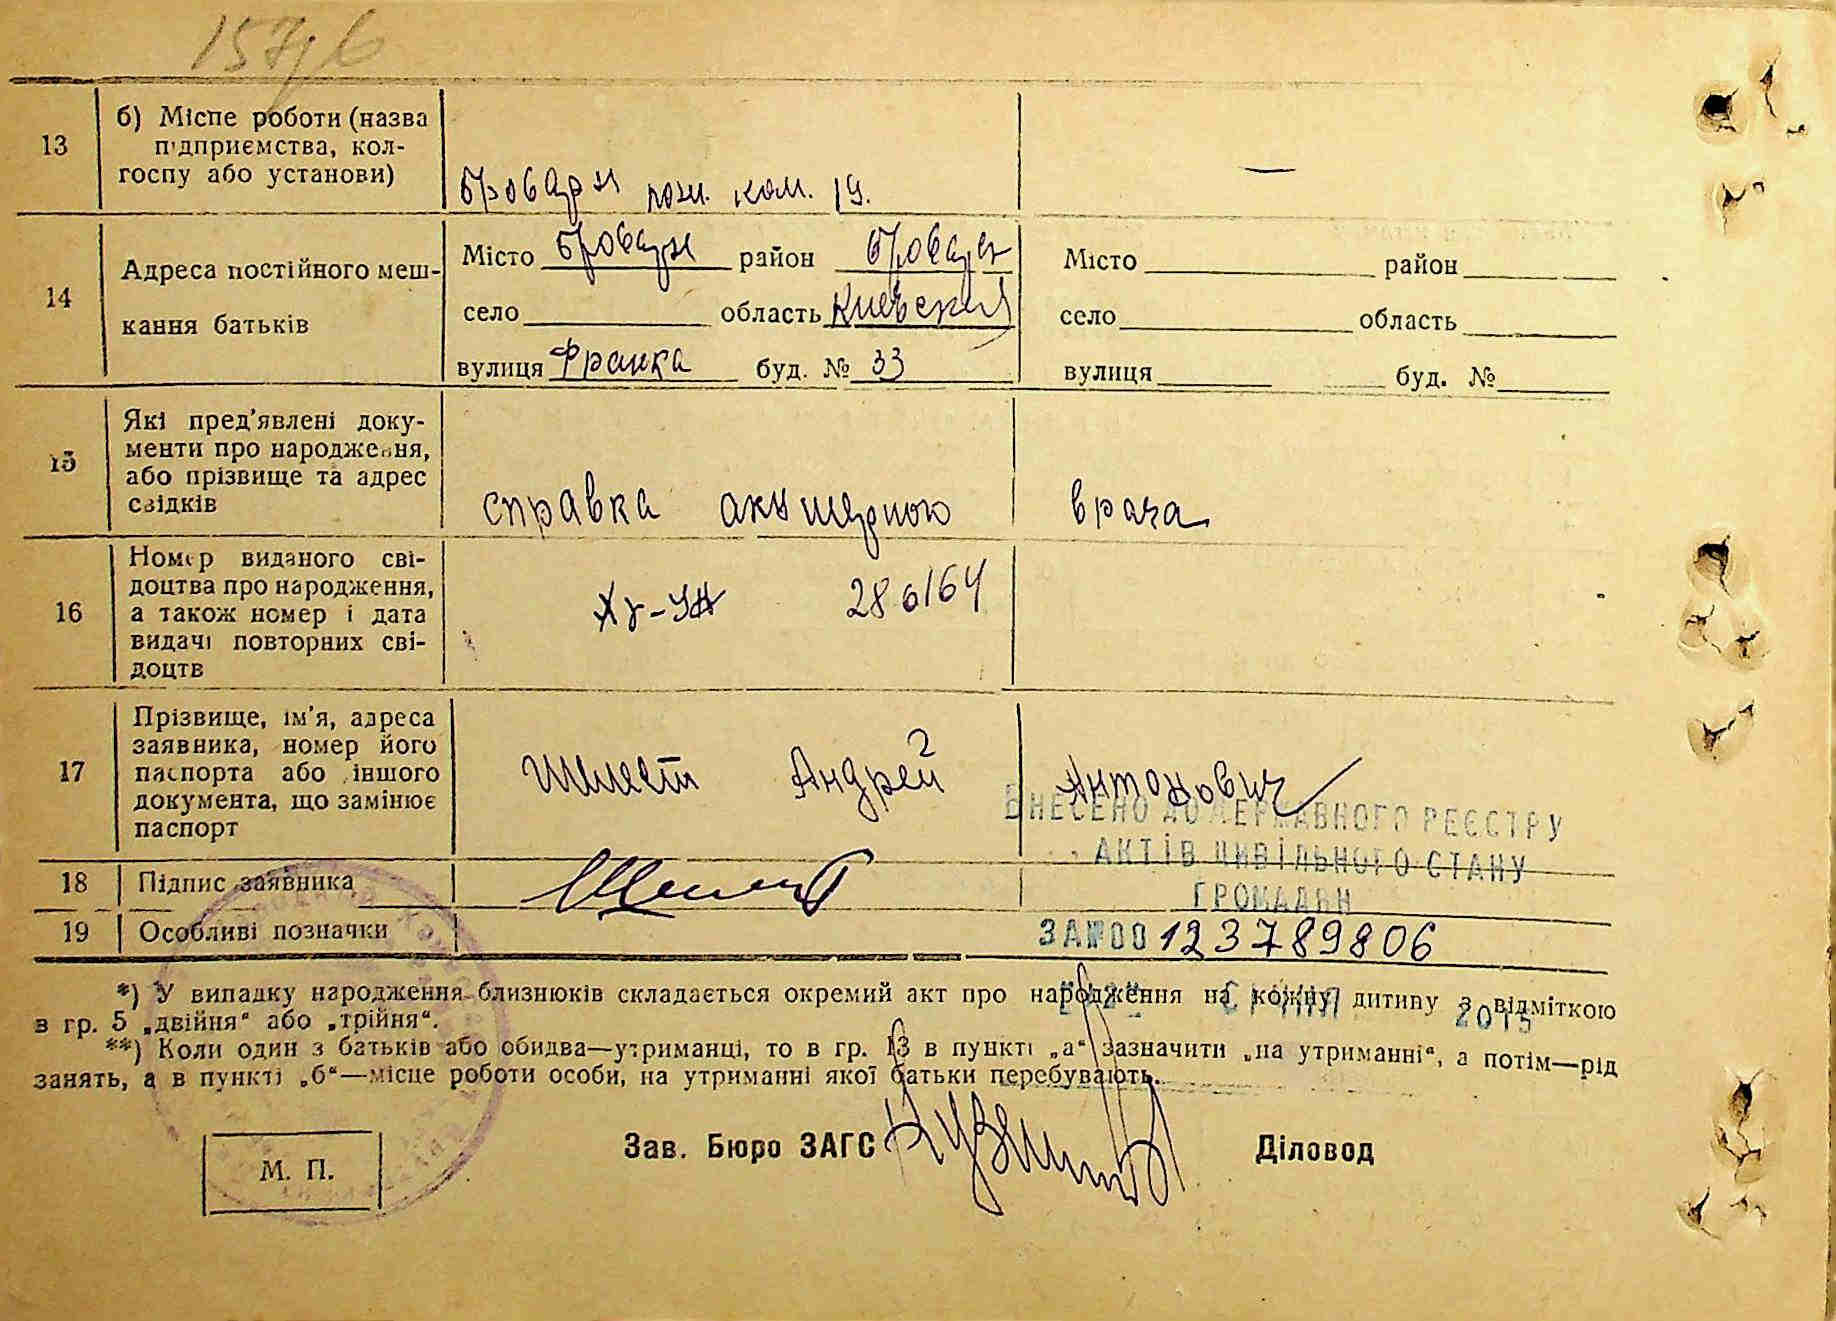 157/6
13
б) Місце роботи (назва
підприємства, кол-
госпу або установи)
Бровари пож. ком. 19.
—
14
Адреса постійного меш-
кання батьків
Місто Бровари район Бровары
село область Киевская
вулиця Франка буд. № 33
Місто район
село область
вулиця буд. №
15
Які пред'явлені доку-
менти про народження,
або прізвище та адрес
свідків
справка акушерного врача
16
Номер виданого сві-
доцтва про народження,
а також номер і дата
видачі повторних сві-
доцтв
286164
17
Прізвище, ім'я, адреса
заявника, номер його
паспорта або іншого
документа, що замінює
паспорт
Шелест Андрей Антонович
ВНЕСЕНО ДО ДЕРЖАВНОГО РЕЄСТРУ
АКТІВ ЦИВІЛЬНОГО СТАНУ
ГРОМАДЯН
18
Підпис заявника
19
Особливі позначки
ЗА №00123789806
2015
*) У випадку народження близнюків складається окремий акт про народження на кожну дитину з відміткою
в гр. 5 „двійня“ або „трійня“.
**) Коли один з батьків або обидва—утриманці, то в гр. 13 в пункті „а“ зазначити „на утриманні“, а потім—рід
занять, а в пункті „б“—місце роботи особи, на утриманні якої батьки перебувають.
Зав. Бюро ЗАГС
Діловод
М. П.